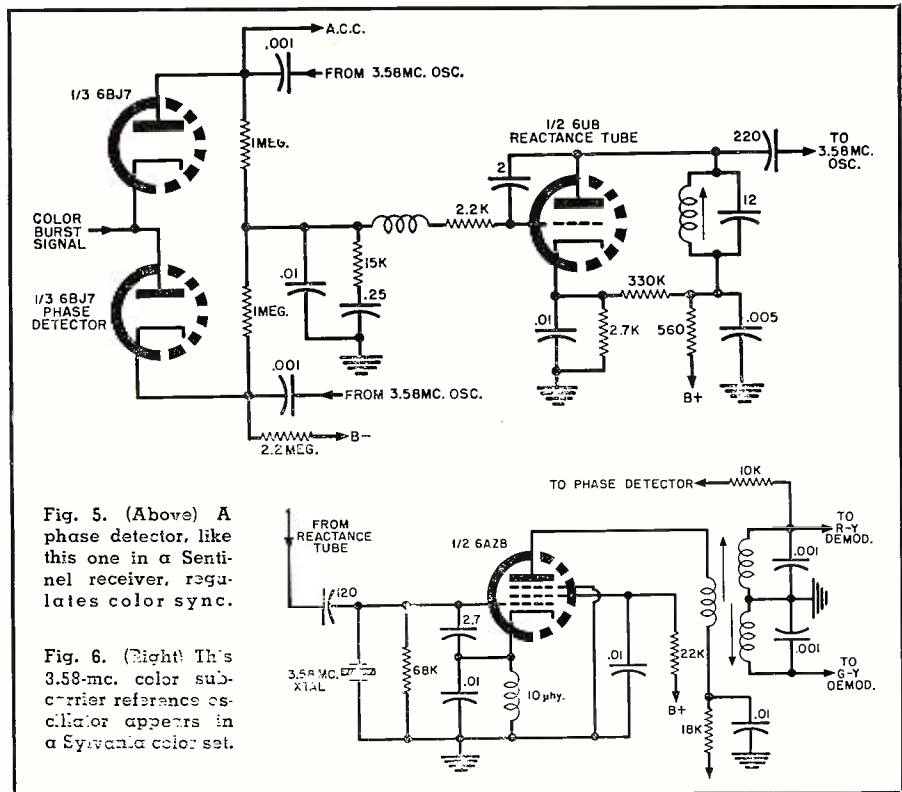 A.C.C.
.001
FROM 3.58MC. OSC.
1/3 6BJ7
1MEG.
COLOR
BURST
SIGNAL
1/3 6BJ7
PHASE
DETECTOR
1MEG.
.01
15K
.25
.001
FROM 3.58MC. OSC.
2.2MEG.
B-
2.2K
1/2 6U8
REACTANCE TUBE
2
220
TO
3.58MC.
OSC.
12
330K
.01
2.7K
560
.005
B+
Fig. 5. (Above) A
phase detector, like
this one in a Senti-
nel receiver, regu-
lates color sync.
Fig. 6. (Right) This
3.58-mc. color sub-
carrier reference os-
cillator appears in
a Sylvania color set.
FROM
REACTANCE
TUBE
120
3.58 MC.
XTAL
68K
2.7
.01
10 µhy.
1/2 6AZ8
.01
22K
B+
18K
.01
TO PHASE DETECTOR
10K
TO
R-Y
DEMOD.
.001
.001
TO
G-Y
DEMOD.